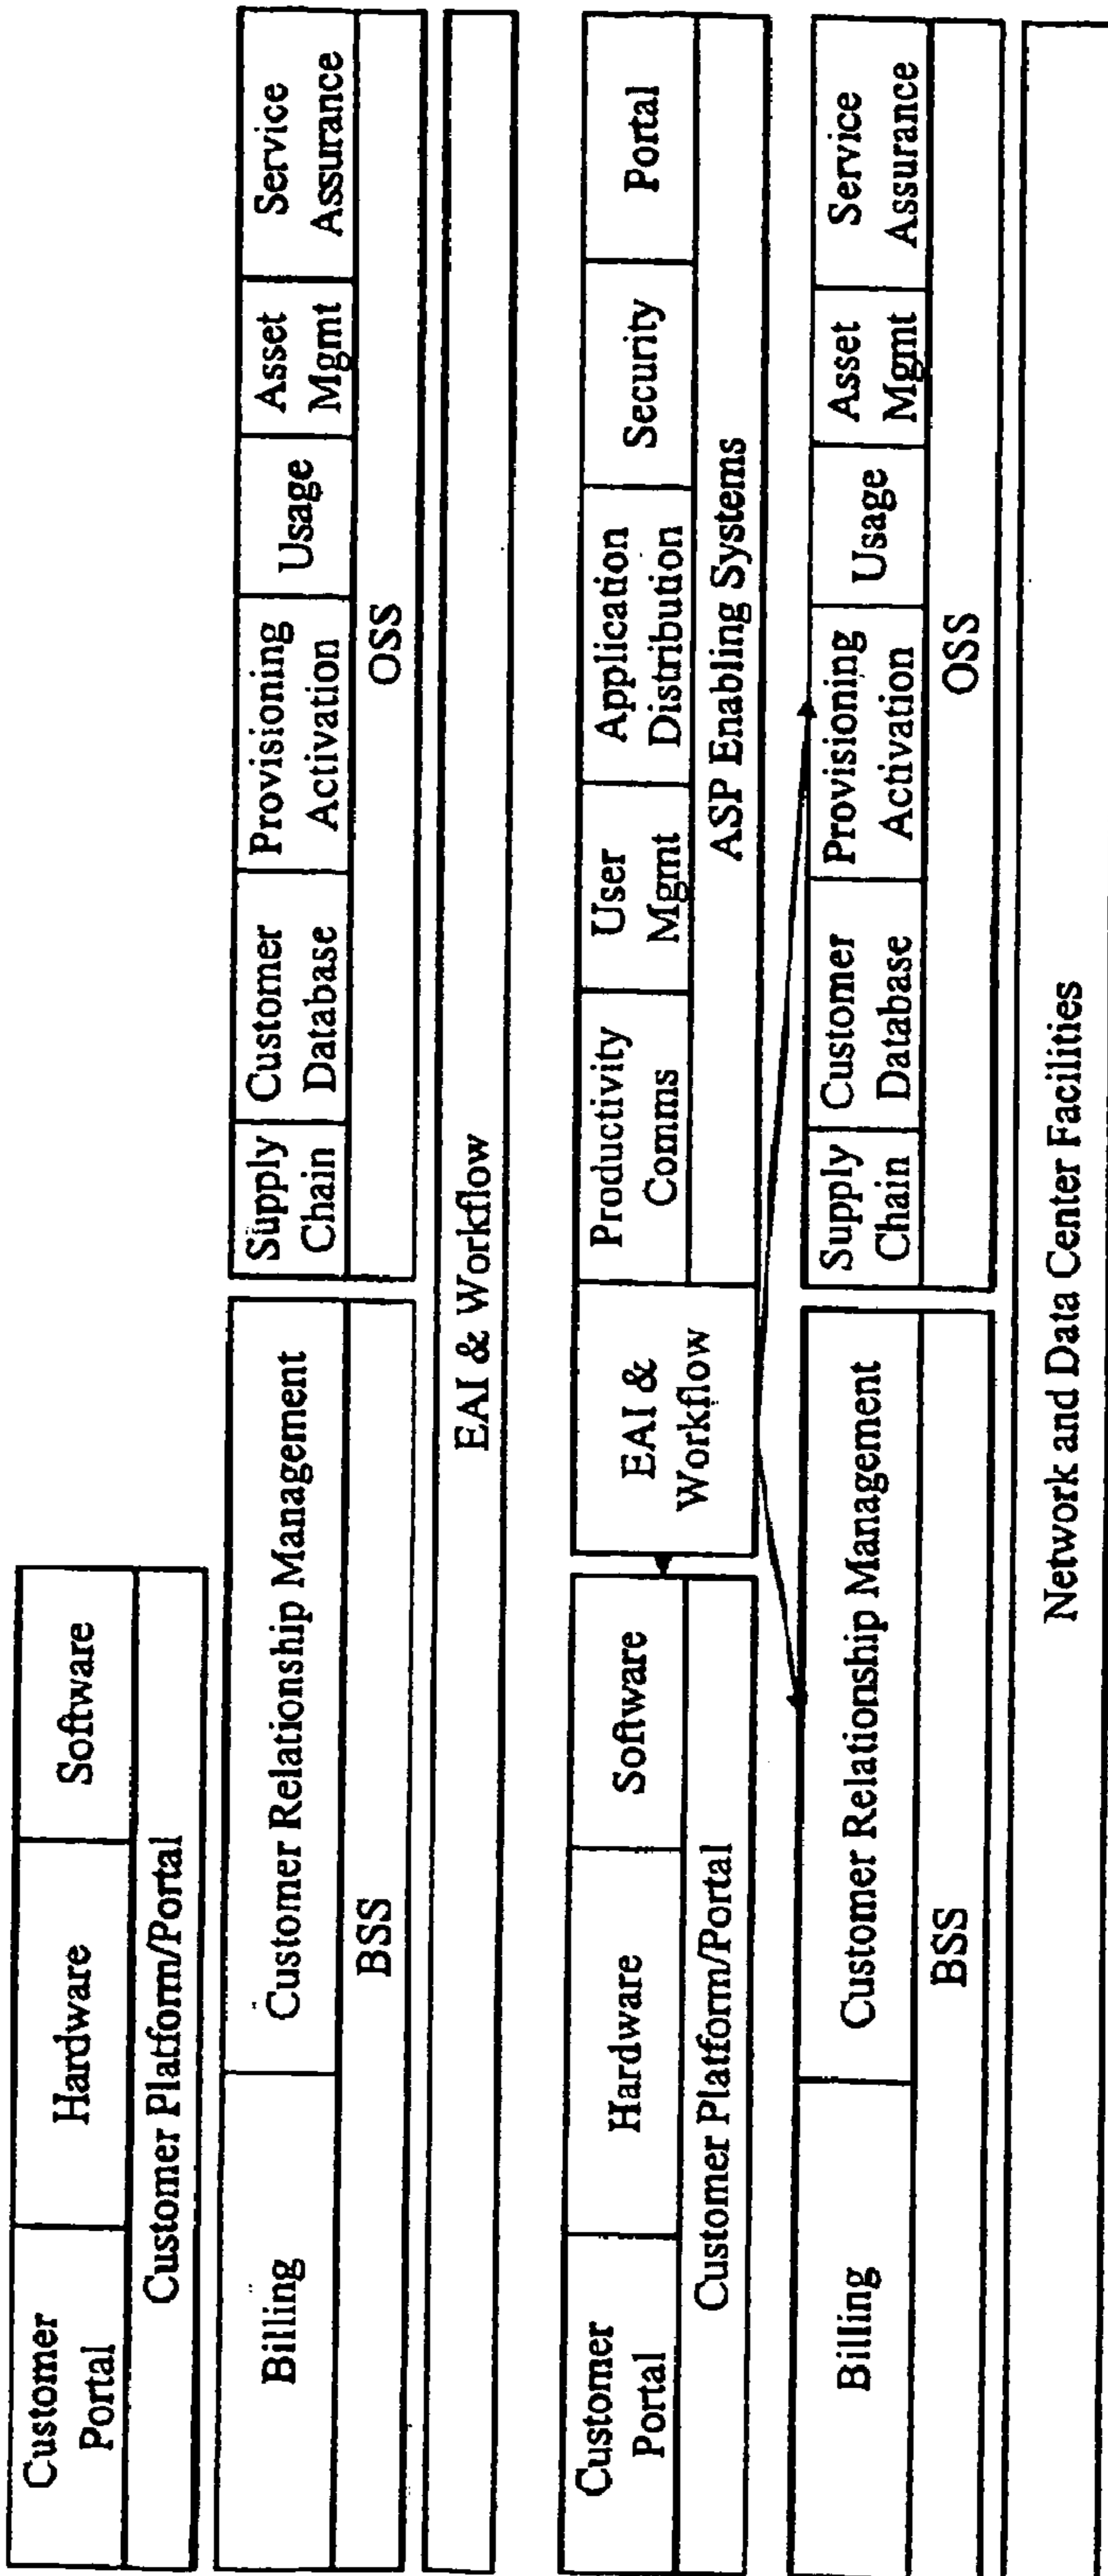 Customer
Portal
Hardware
Software
Customer Platform/Portal
Billing
Customer Relationship Management
BSS
Supply
Chain
Customer
Database
Provisioning
Activation
Usage
Asset
Mgmt
Service
Assurance
OSS
EAI & Workflow
Customer
Portal
Hardware
Software
Customer Platform/Portal
EAI &
Workflow
Productivity
Comms
User
Mgmt
Application
Distribution
Security
Portal
ASP Enabling Systems
Billing
Customer Relationship Management
BSS
Supply
Chain
Customer
Database
Provisioning
Activation
Usage
Asset
Mgmt
Service
Assurance
OSS
Network and Data Center Facilities